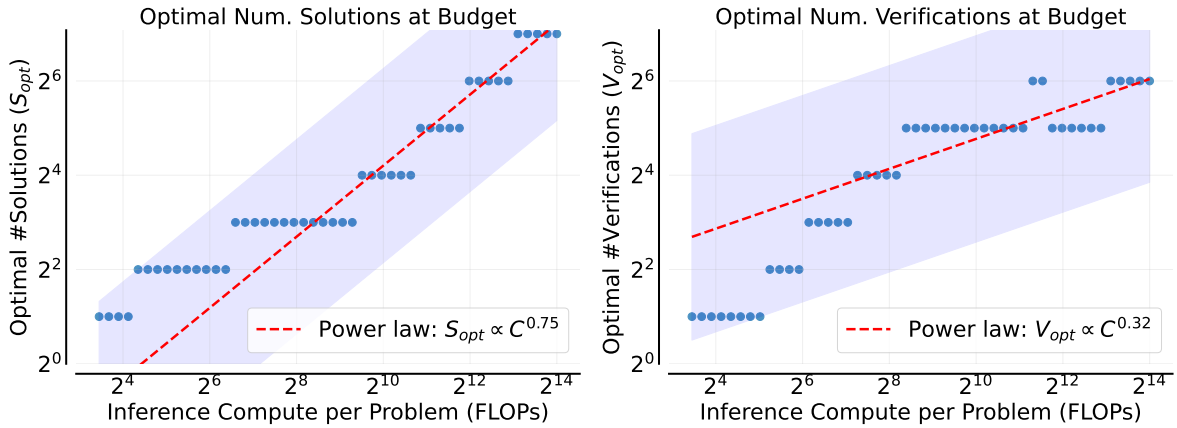 Optimal Num. Solutions at Budget
Optimal #Solutions (S_opt)
2^6
2^4
2^2
2^0
Power law: S_opt ∝ C^0.75
2^4 2^6 2^8 2^10 2^12 2^14
Inference Compute per Problem (FLOPs)
Optimal Num. Verifications at Budget
Optimal #Verifications (V_opt)
2^6
2^4
2^2
2^0
Power law: V_opt ∝ C^0.32
2^4 2^6 2^8 2^10 2^12 2^14
Inference Compute per Problem (FLOPs)